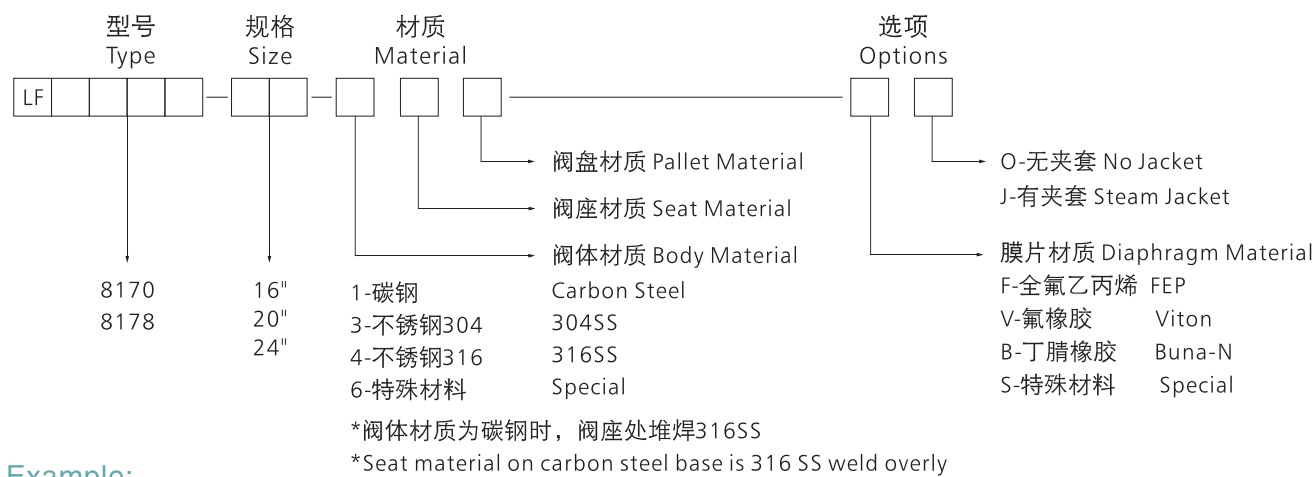 型号 规格 材质 选项
Type Size Material Options
LF
阀盘材质 Pallet Material O-无夹套 No Jacket
J-有夹套 Steam Jacket
阀座材质 Seat Material
阀体材质 Body Material 膜片材质 Diaphragm Material
8170 16" 1-碳钢 Carbon Steel F-全氟乙丙烯 FEP
8178 20" 3-不锈钢304 304SS V-氟橡胶 Viton
24" 4-不锈钢316 316SS B-丁腈橡胶 Buna-N
6-特殊材料 Special S-特殊材料 Special
*阀体材质为碳钢时，阀座处堆焊316SS
*Seat material on carbon steel base is 316 SS weld overly
Example: